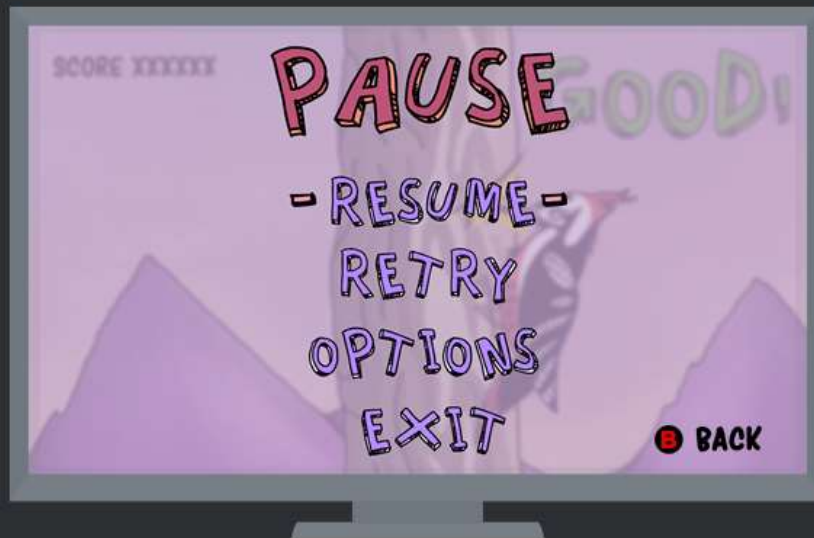 SCORE XXXXXX
GOOD!
PAUSE
-RESUME-
RETRY
OPTIONS
EXIT
B BACK